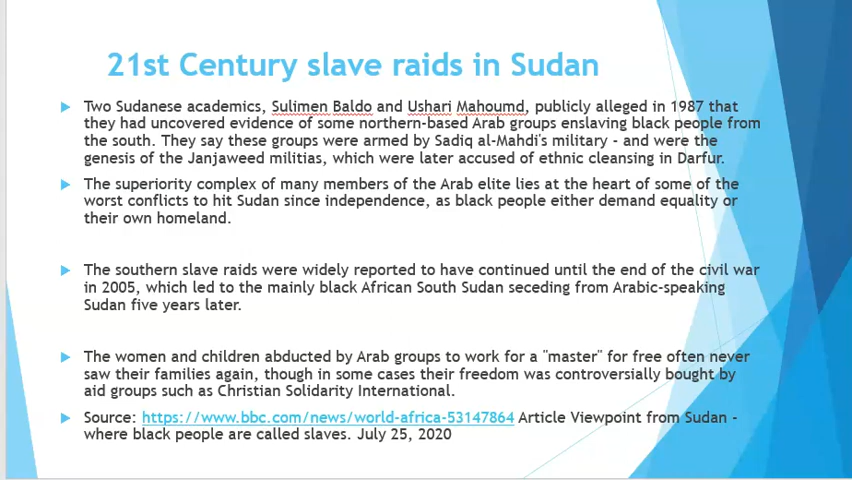 21st Century slave raids in Sudan
Two Sudanese academics, Sulimen Baldo and Ushari Mahoumd, publicly alleged in 1987 that
they had uncovered evidence of some northern-based Arab groups enslaving black people from
the south. They say these groups were armed by Sadiq al-Mahdi's military - and were the
genesis of the Janjaweed militias, which were later accused of ethnic cleansing in Darfur.
The superiority complex of many members of the Arab elite lies at the heart of some of the
worst conflicts to hit Sudan since independence, as black people either demand equality or
their own homeland.
The southern slave raids were widely reported to have continued until the end of the civil war
in 2005, which led to the mainly black African South Sudan seceding from Arabic-speaking
Sudan five years later.
The women and children abducted by Arab groups to work for a "master" for free often never
saw their families again, though in some cases their freedom was controversially bought by
aid groups such as Christian Solidarity International.
Source: https://www.bbc.com/news/world-africa-53147864 Article Viewpoint from Sudan -
where black people are called slaves. July 25, 2020